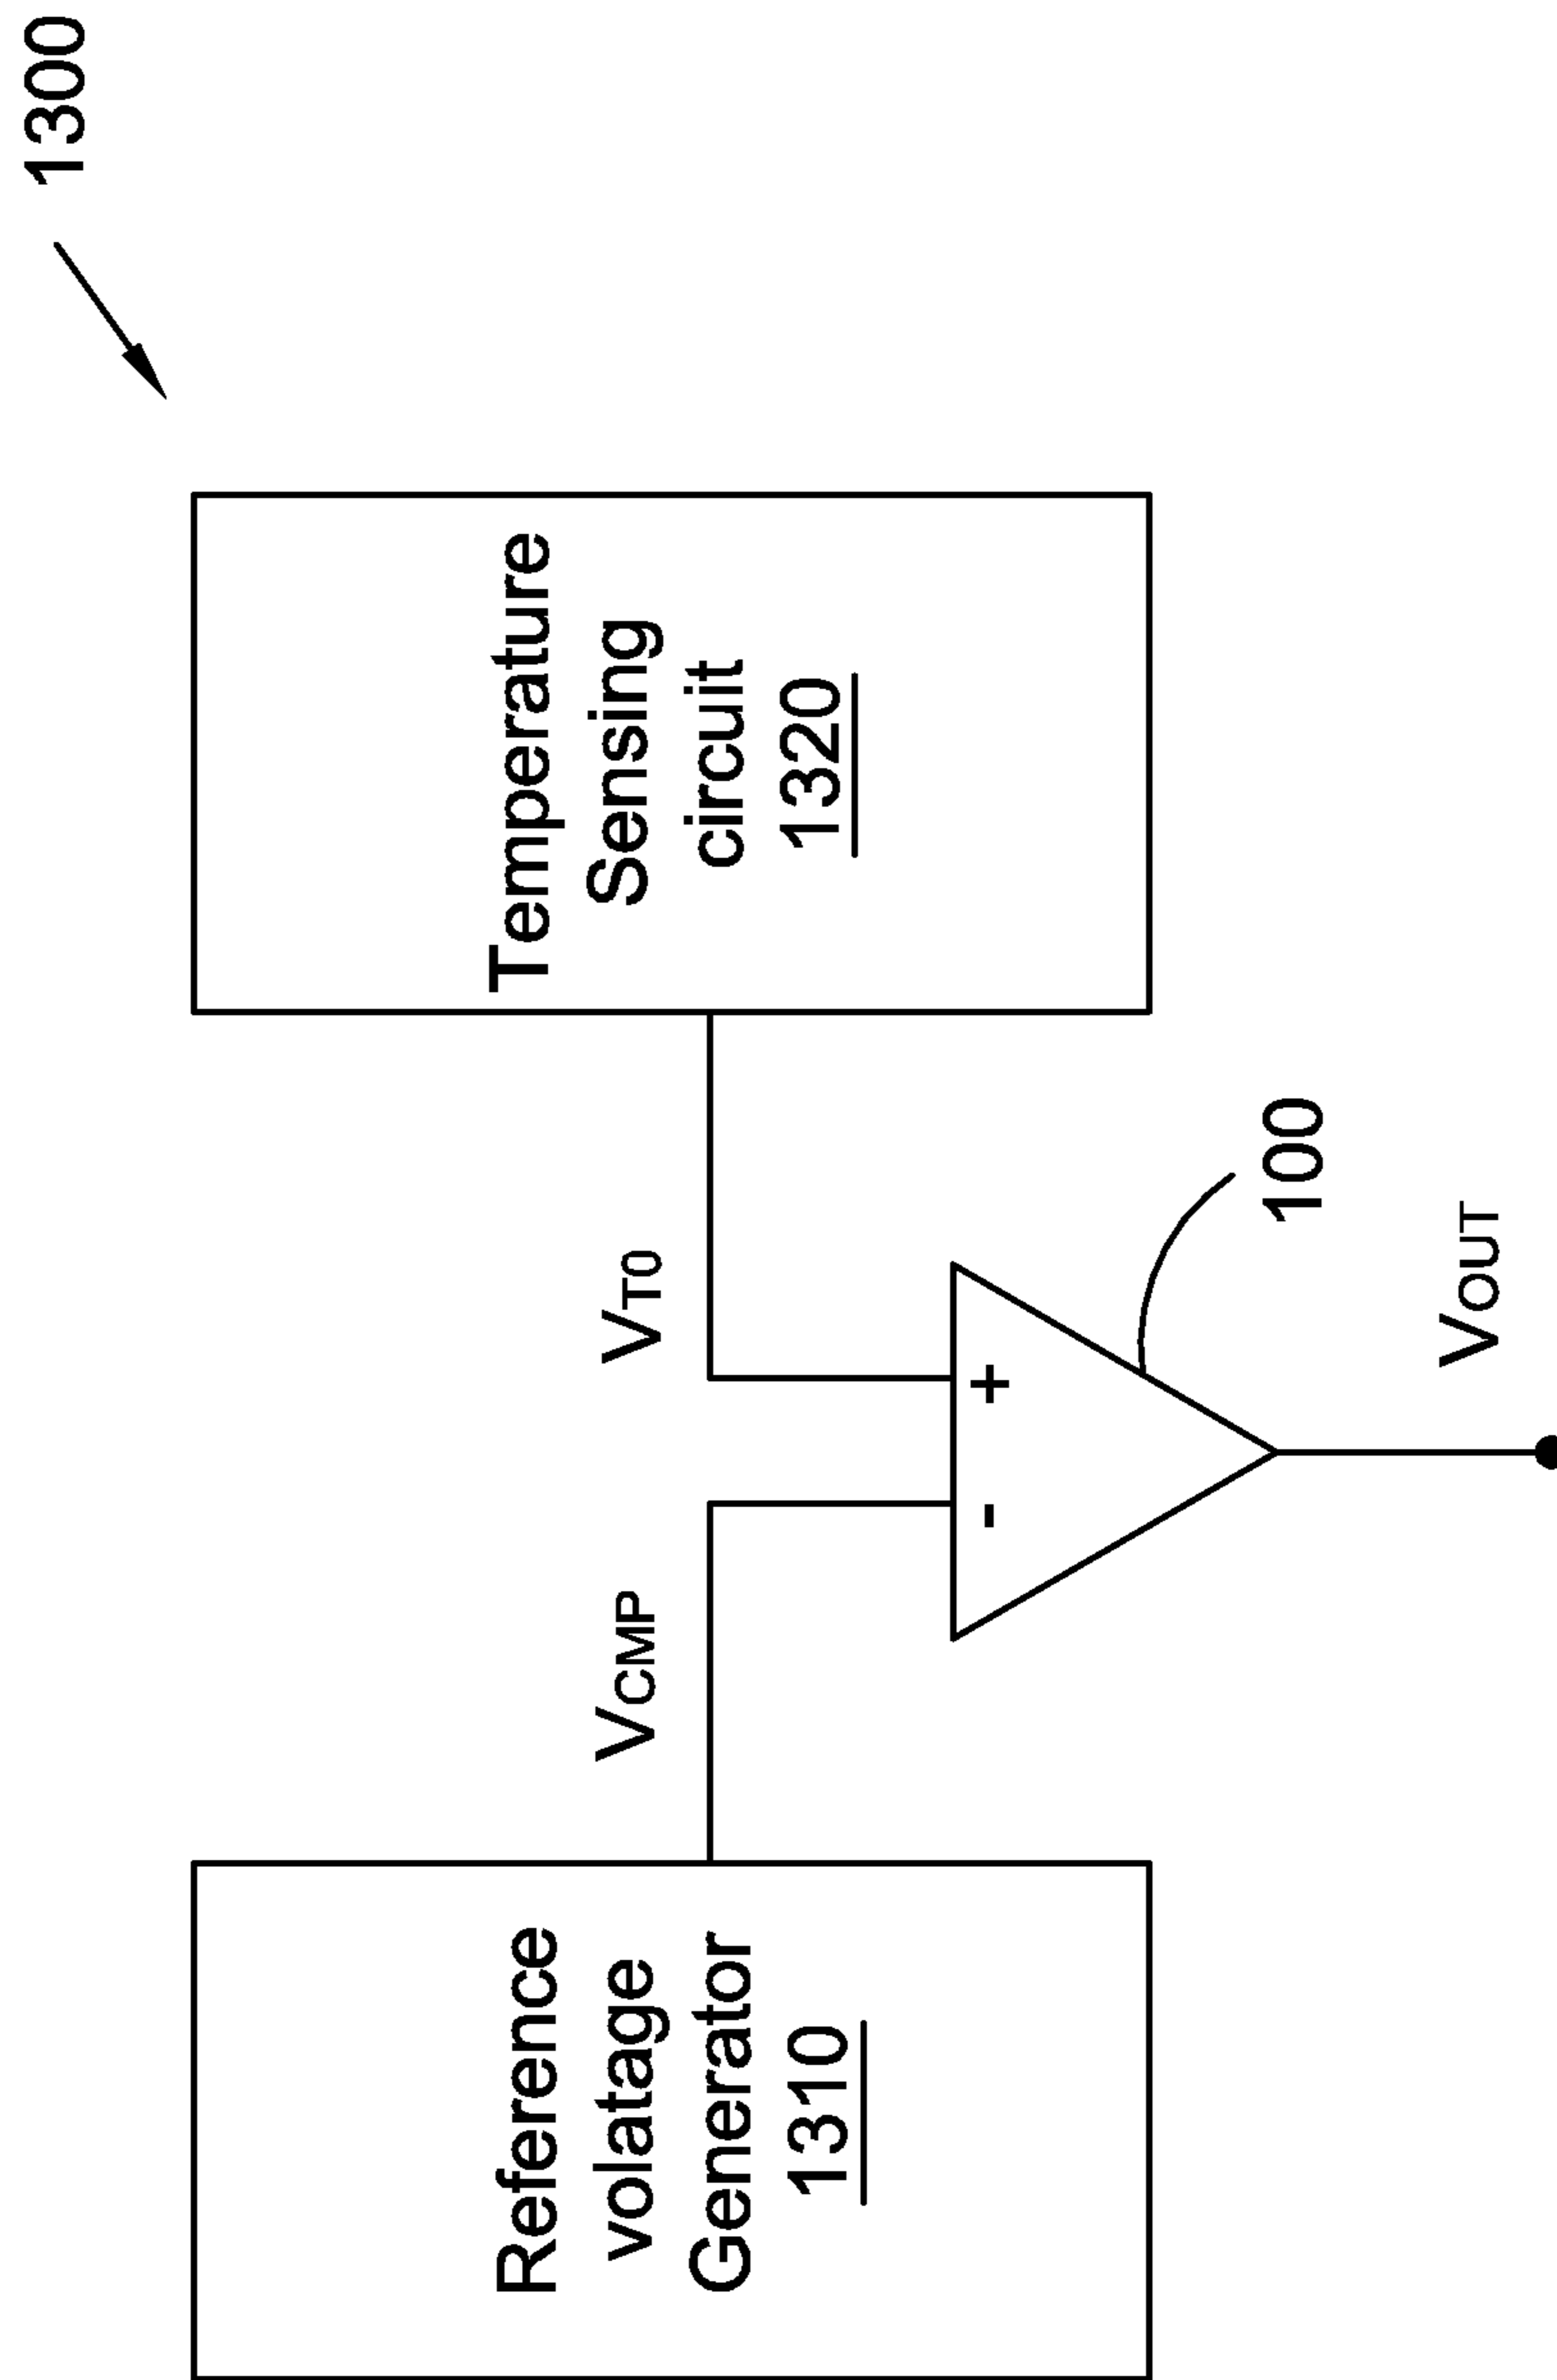 1300
Reference
volatage
Generator
1310
VCMP
VT0
Temperature
Sensing
circuit
1320
-
+
100
VOUT